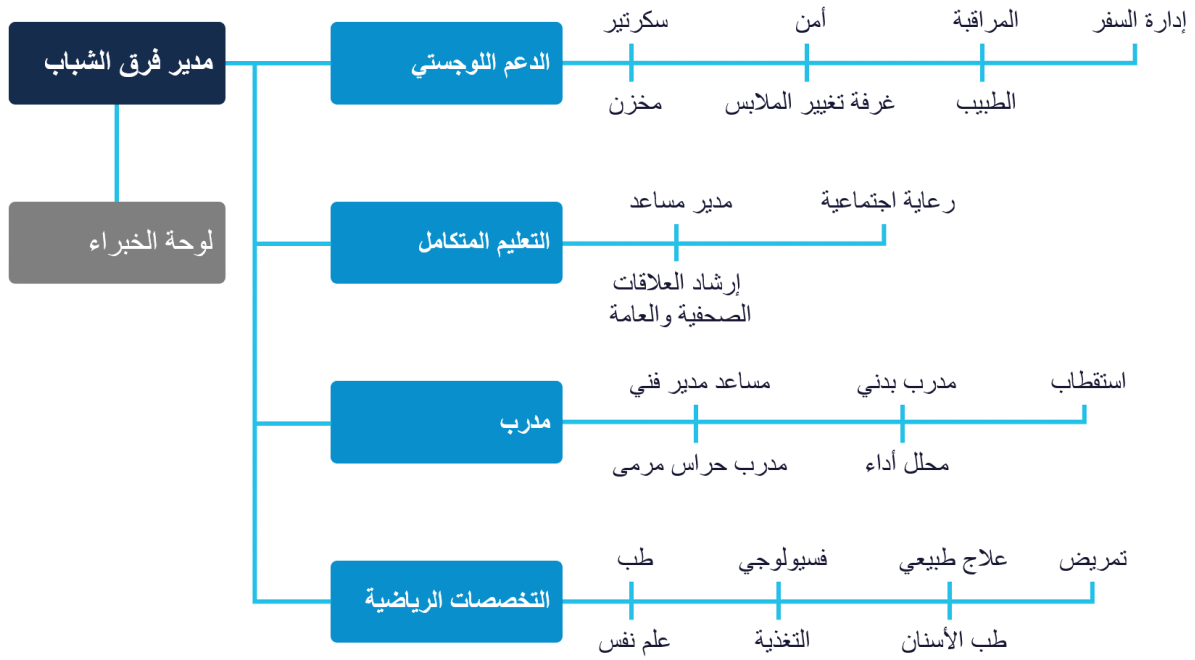 مدير فرق الشباب
لوحة الخبراء
الدعم اللوجستي
سكرتير
أمن
المراقبة
إدارة السفر
مخزن
غرفة تغيير الملابس
الطبيب
التعليم المتكامل
مدير مساعد
رعاية اجتماعية
إرشاد العلاقات
الصحفية والعامة
مدرب
مساعد مدير فني
مدرب بدني
استقطاب
مدرب حراس مرمى
محلل أداء
التخصصات الرياضية
طب
فسيولوجي
علاج طبيعي
تمريض
علم نفس
التغذية
طب الأسنان